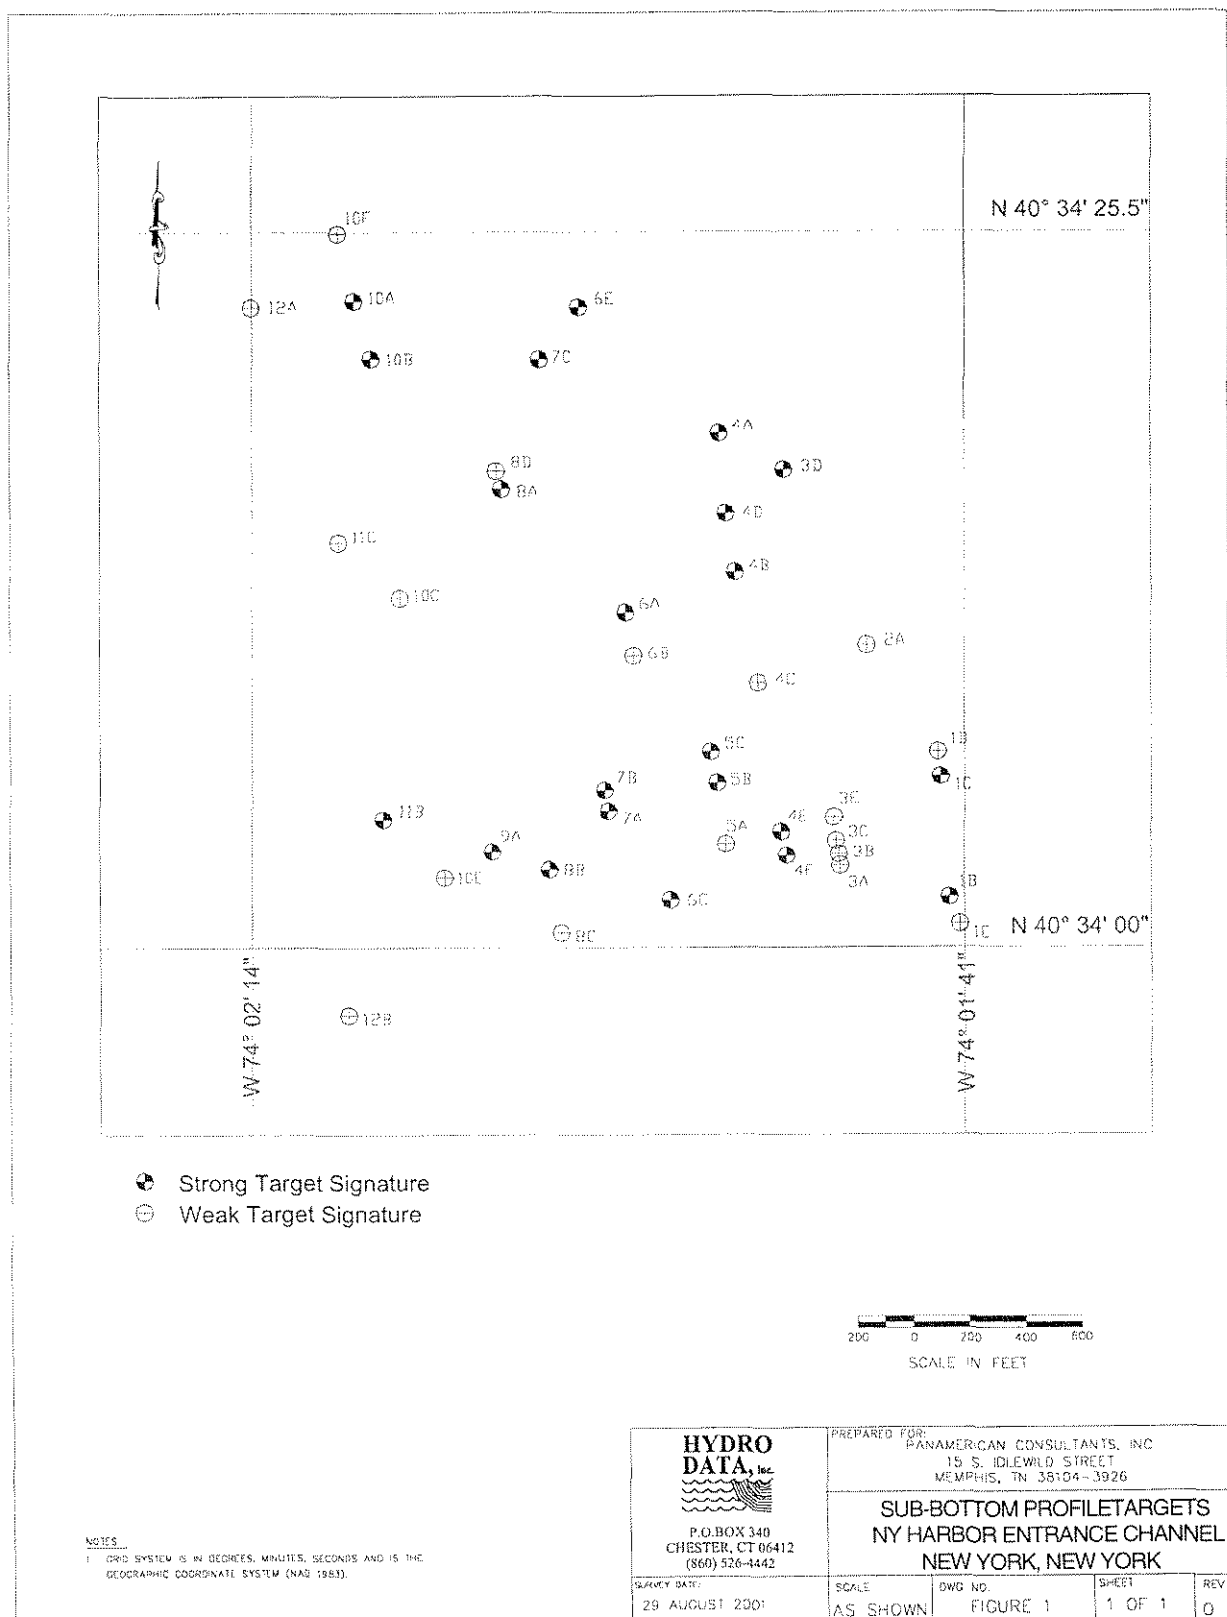 N 40° 34' 25.5"
10F
12A
10A
6E
10B
7C
4A
8D
3D
8A
4D
11C
4B
10C
6A
2A
6B
4C
5C
1D
5B
1C
7B
7A
3E
11B
4E
3C
5A
9A
3B
4F
3A
8B
10E
1B
6C
1E
N 40° 34' 00"
8C
12B
W 74° 02' 14"
W 74° 01' 41"
Strong Target Signature
Weak Target Signature
200 0 200 400 600
SCALE IN FEET
HYDRO
DATA, Inc.
P.O.BOX 340
CHESTER, CT 06412
(860) 526-4442
PREPARED FOR:
PANAMERICAN CONSULTANTS, INC
15 S. IDLEWILD STREET
MEMPHIS, TN 38104-3926
SUB-BOTTOM PROFILETARGETS
NY HARBOR ENTRANCE CHANNEL
NEW YORK, NEW YORK
SURVEY DATE:
29 AUGUST 2001
SCALE
AS SHOWN
DWG NO.
FIGURE 1
SHEET
1 OF 1
REV
0
NOTES
1 GRID SYSTEM IS IN DEGREES, MINUTES, SECONDS AND IS THE
GEOGRAPHIC COORDINATE SYSTEM (NAD 1983).